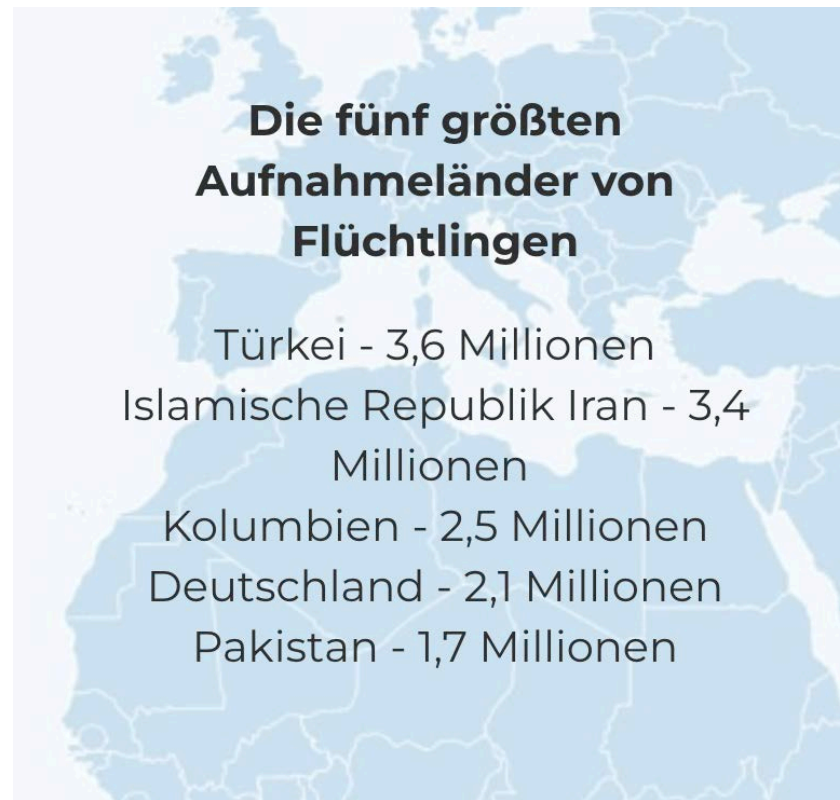 Die fünf größten
Aufnahmeländer von
Flüchtlingen
Türkei - 3,6 Millionen
Islamische Republik Iran - 3,4
Millionen
Kolumbien - 2,5 Millionen
Deutschland - 2,1 Millionen
Pakistan - 1,7 Millionen